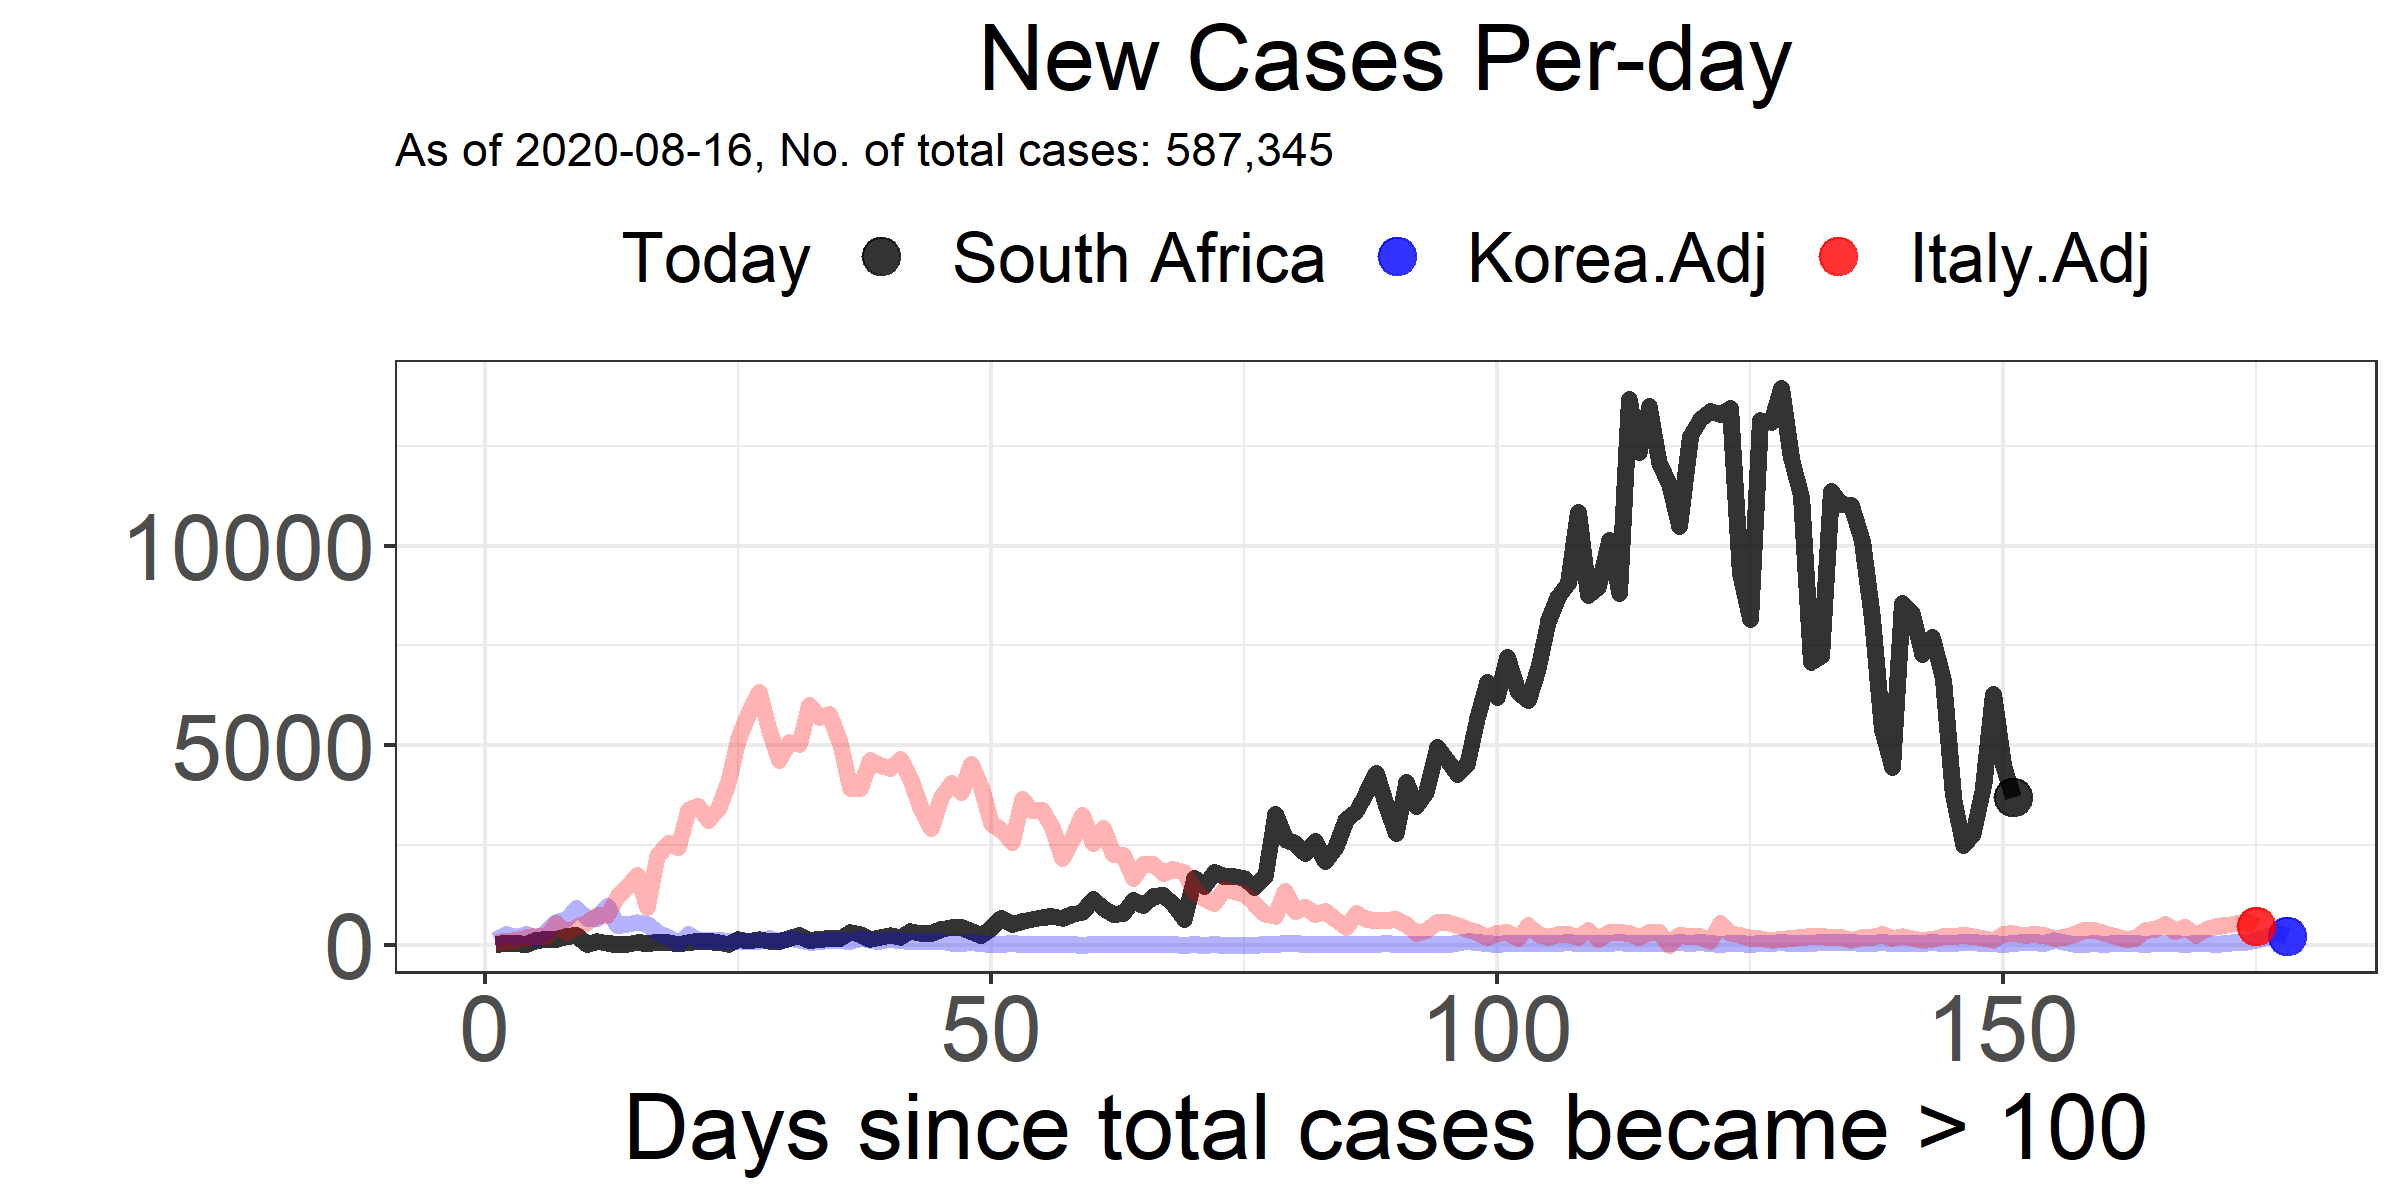 New Cases Per-day
As of 2020-08-16, No. of total cases: 587,345
Today South Africa Korea.Adj Italy.Adj
10000
5000
0
0 50 100 150
Days since total cases became > 100